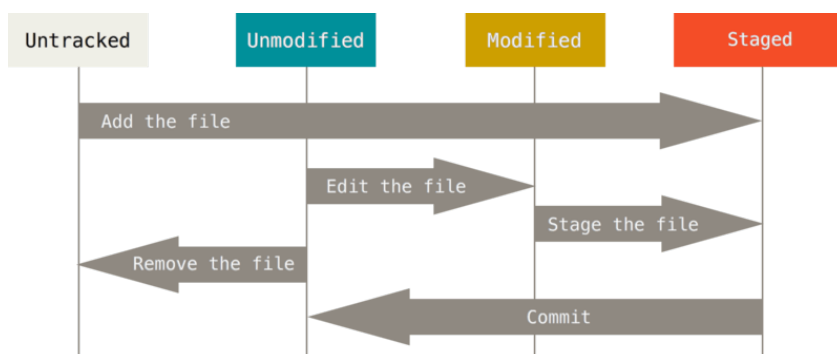 Untracked
Unmodified
Modified
Staged
Add the file
Edit the file
Stage the file
Remove the file
Commit